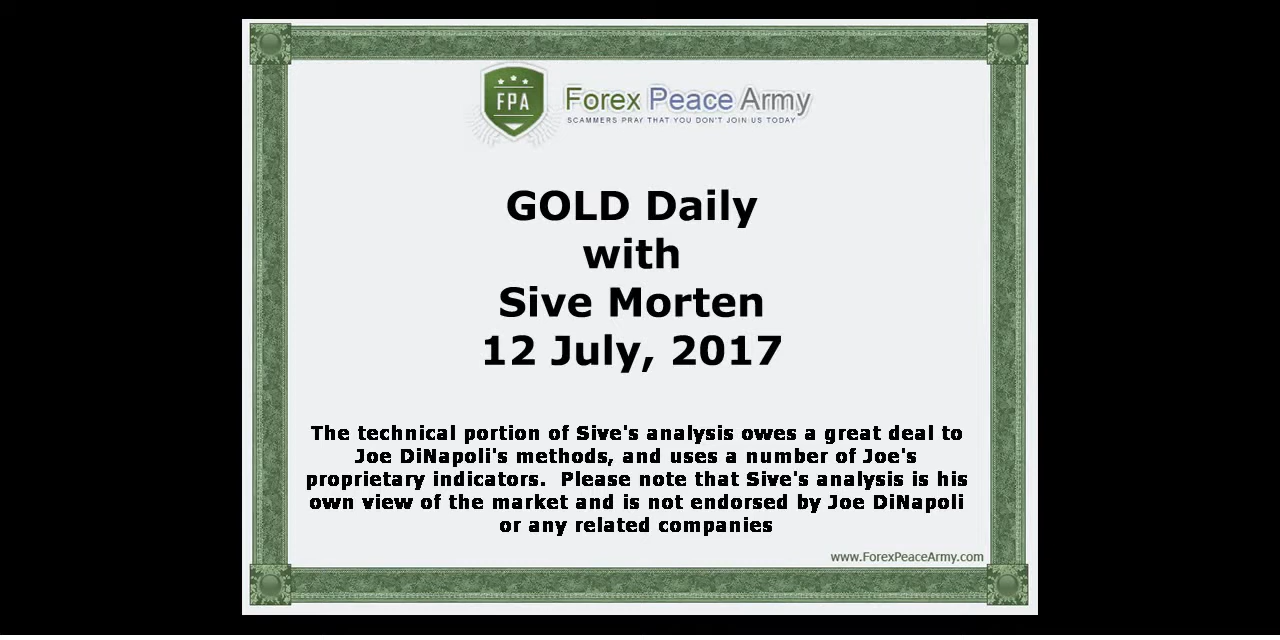 FPA
Forex Peace Army
SCAMMERS PRAY THAT YOU DON'T JOIN US TODAY
GOLD Daily
with
Sive Morten
12 July, 2017
The technical portion of Sive's analysis owes a great deal to
Joe DiNapoli's methods, and uses a number of Joe's
proprietary indicators.  Please note that Sive's analysis is his
own view of the market and is not endorsed by Joe DiNapoli
or any related companies
www.ForexPeaceArmy.com